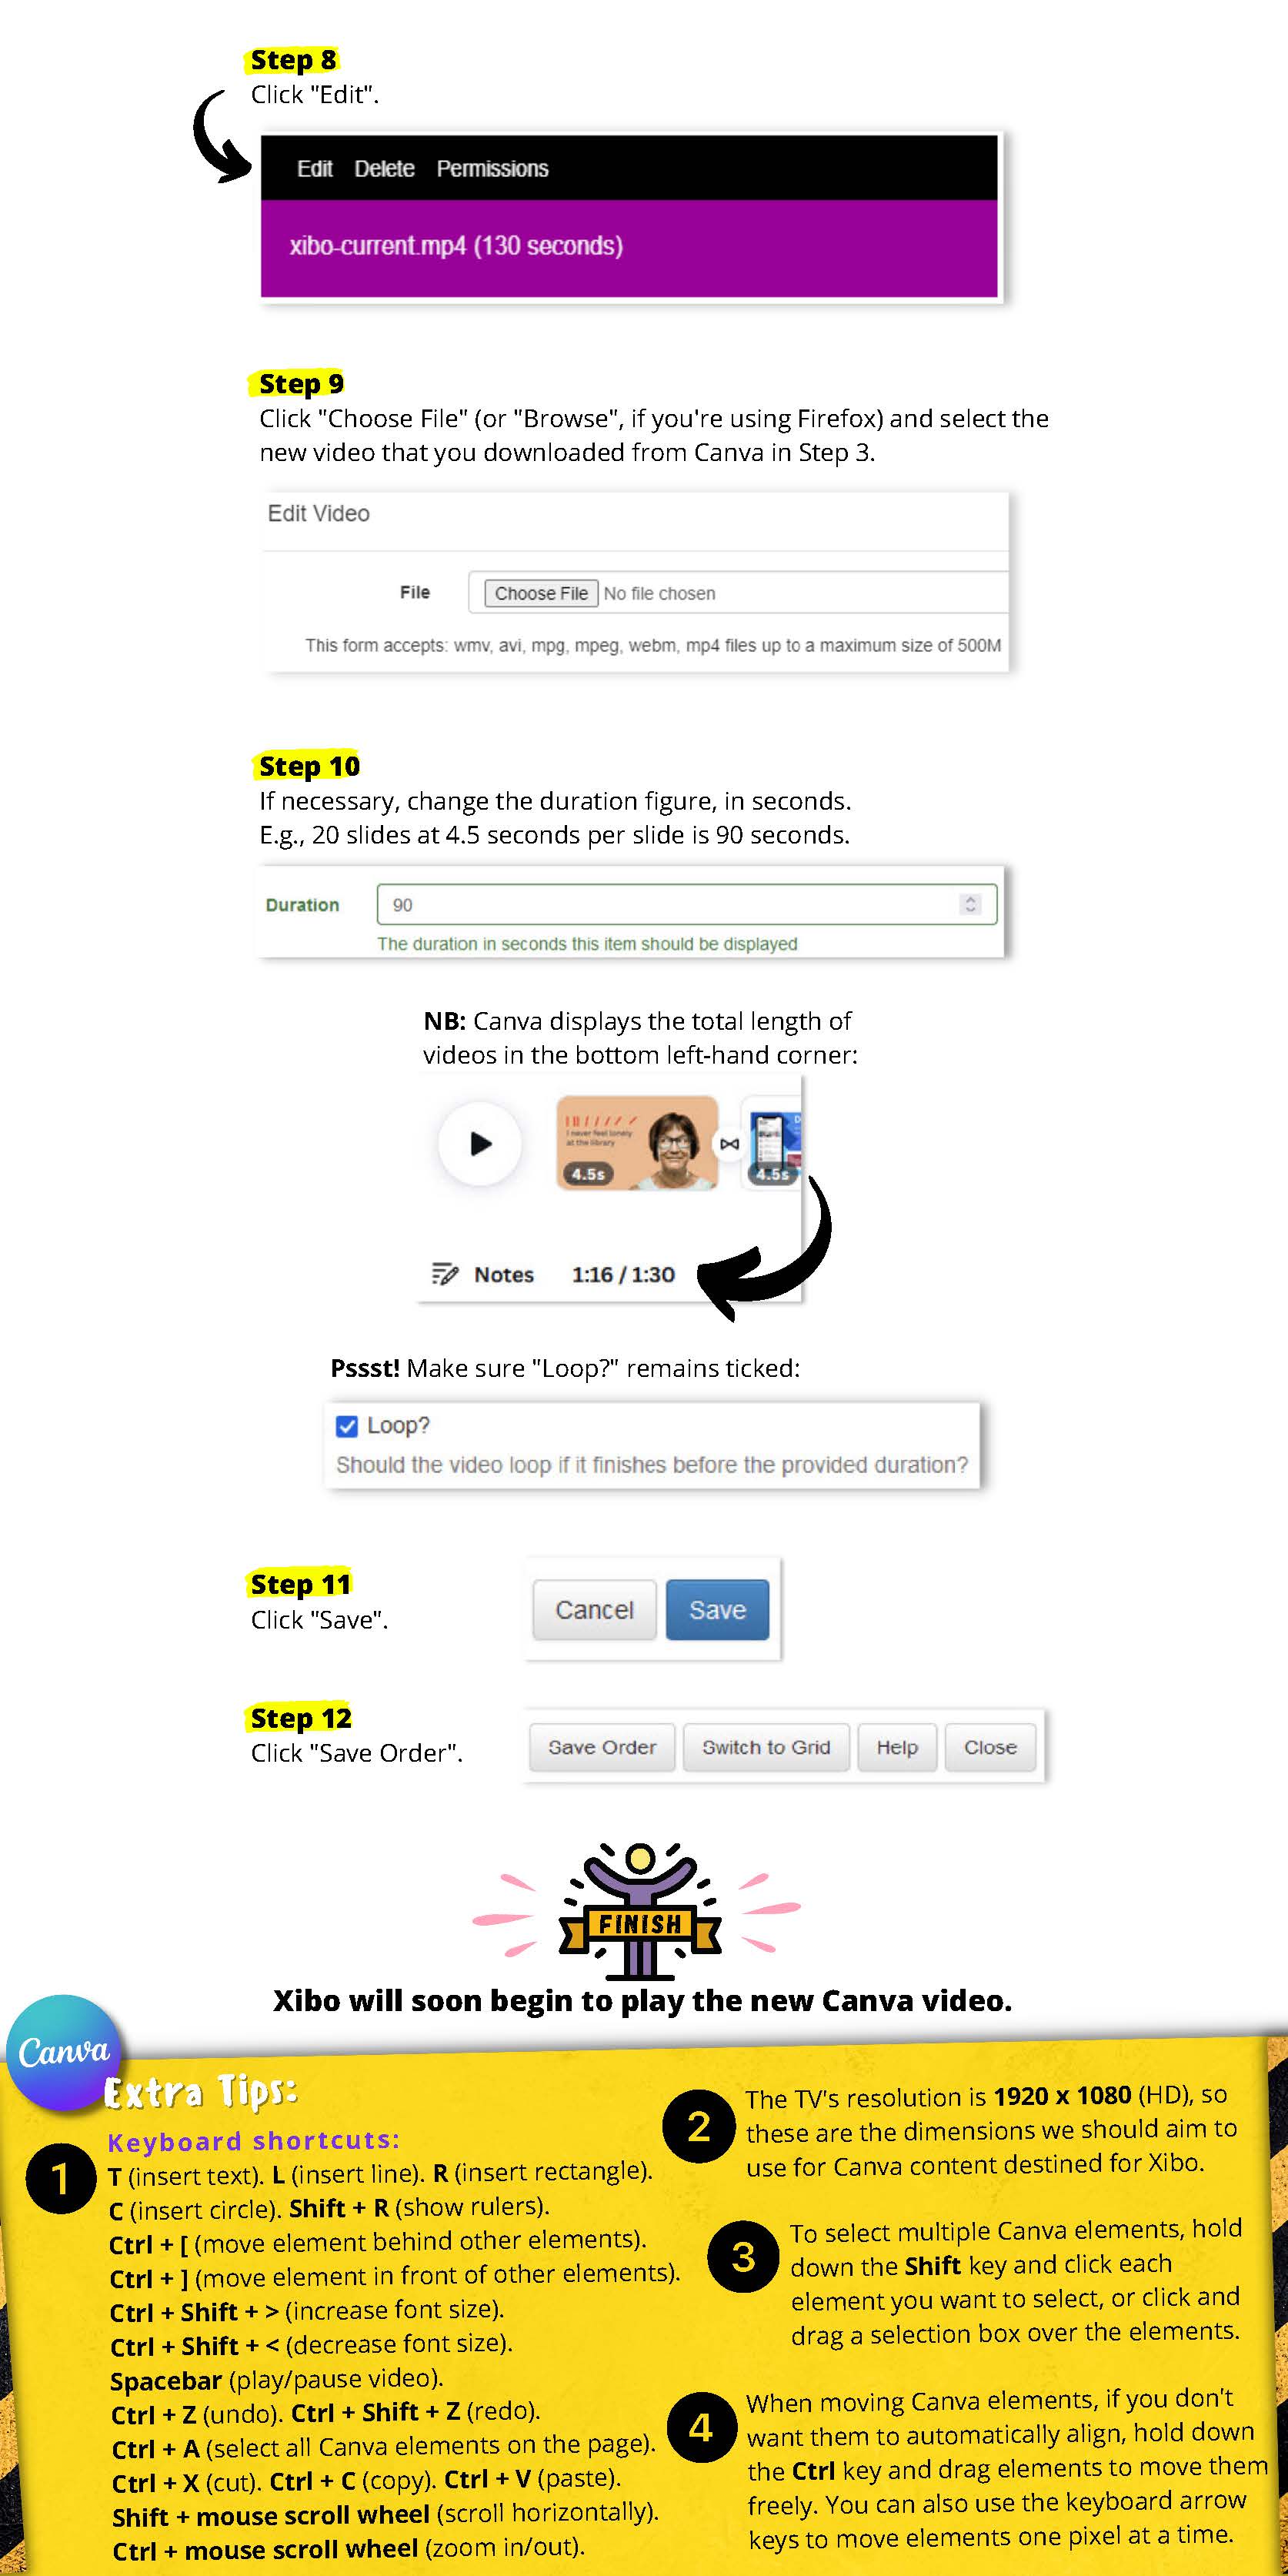 Step 8
Click "Edit".
Edit Delete Permissions
xibo-current.mp4 (130 seconds)
Step 9
Click "Choose File" (or "Browse", if you're using Firefox) and select the
new video that you downloaded from Canva in Step 3.
Edit Video
File Choose File No file chosen
This form accepts: wmv, avi, mpg, mpeg, webm, mp4 files up to a maximum size of 500M
Step 10
If necessary, change the duration figure, in seconds.
E.g., 20 slides at 4.5 seconds per slide is 90 seconds.
Duration 90
The duration in seconds this item should be displayed
NB: Canva displays the total length of
videos in the bottom left-hand corner:
I never feel lonely
at the library
4.5s 4.5s
Notes 1:16 / 1:30
Pssst! Make sure "Loop?" remains ticked:
Loop?
Should the video loop if it finishes before the provided duration?
Step 11
Click "Save".
Cancel Save
Step 12
Click "Save Order".
Save Order Switch to Grid Help Close
FINISH
Xibo will soon begin to play the new Canva video.
Canva
Extra Tips:
1
Keyboard shortcuts:
T (insert text). L (insert line). R (insert rectangle).
C (insert circle). Shift + R (show rulers).
Ctrl + [ (move element behind other elements).
Ctrl + ] (move element in front of other elements).
Ctrl + Shift + > (increase font size).
Ctrl + Shift + < (decrease font size).
Spacebar (play/pause video).
Ctrl + Z (undo). Ctrl + Shift + Z (redo).
Ctrl + A (select all Canva elements on the page).
Ctrl + X (cut). Ctrl + C (copy). Ctrl + V (paste).
Shift + mouse scroll wheel (scroll horizontally).
Ctrl + mouse scroll wheel (zoom in/out).
2
The TV's resolution is 1920 x 1080 (HD), so
these are the dimensions we should aim to
use for Canva content destined for Xibo.
3
To select multiple Canva elements, hold
down the Shift key and click each
element you want to select, or click and
drag a selection box over the elements.
4
When moving Canva elements, if you don't
want them to automatically align, hold down
the Ctrl key and drag elements to move them
freely. You can also use the keyboard arrow
keys to move elements one pixel at a time.